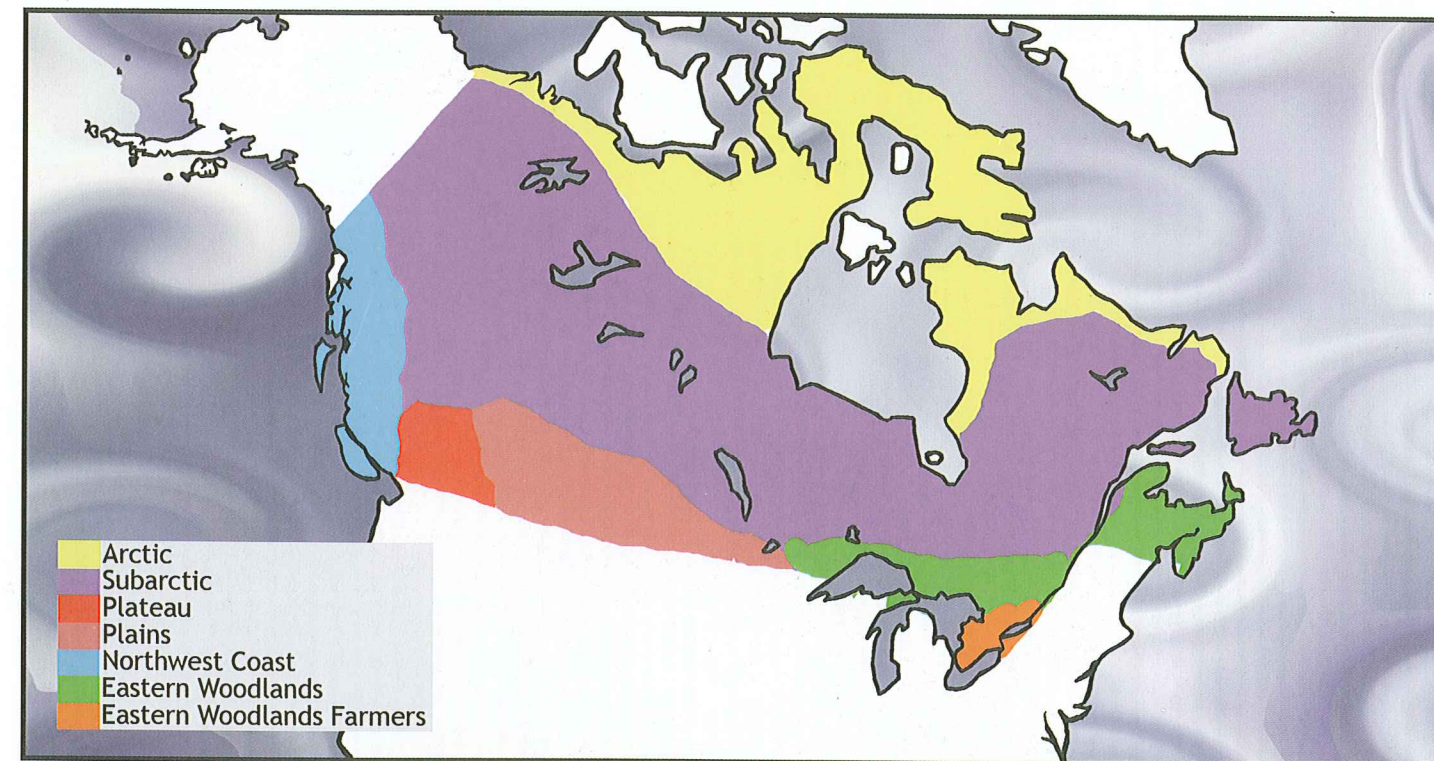 Arctic
Subarctic
Plateau
Plains
Northwest Coast
Eastern Woodlands
Eastern Woodlands Farmers